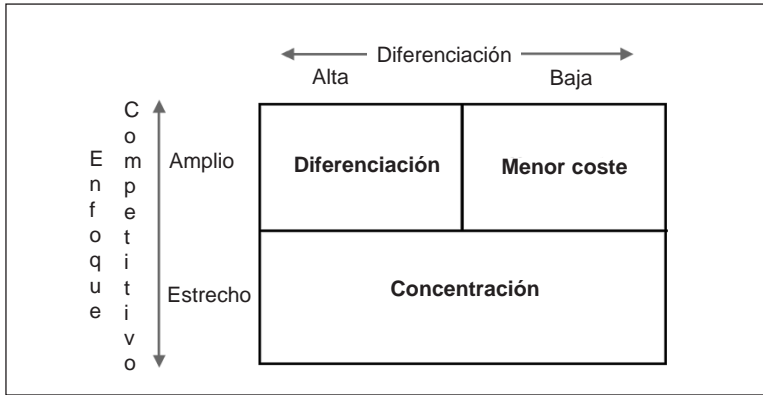 Diferenciación
Alta
Baja
Enfoque
Competitivo
Amplio
Diferenciación
Menor coste
Estrecho
Concentración